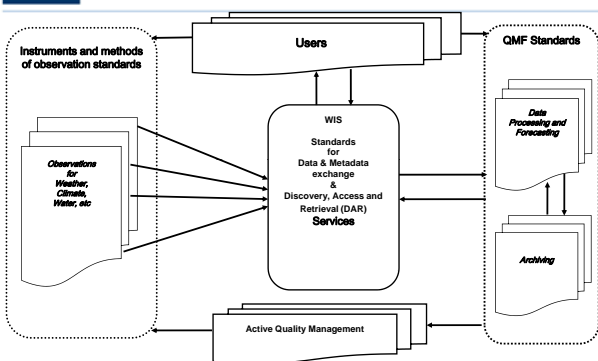 Users
Instruments and methods
of observation standards
QMF Standards
Observations
for
Weather,
Climate,
Water, etc
WIS
Standards
for
Data & Metadata
exchange
&
Discovery, Access and
Retrieval (DAR)
Services
Data
Processing and
Forecasting
Archiving
Active Quality Management